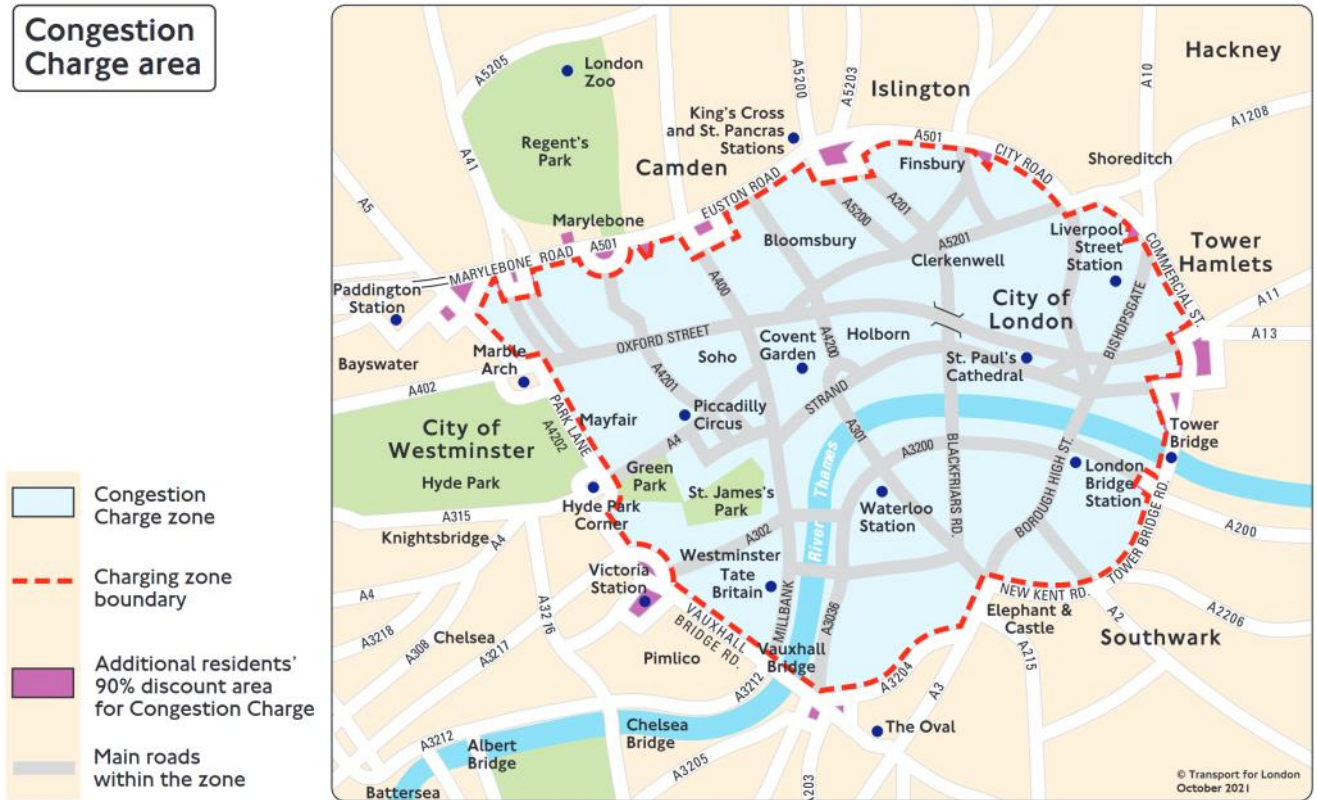 Congestion
Charge area
Congestion
Charge zone
Charging zone
boundary
Additional residents'
90% discount area
for Congestion Charge
Main roads
within the zone
Hackney
A5205
London
Zoo
A5200
A5203
A10
Islington
King's Cross
and St. Pancras
Stations
A1208
A501
Regent's
Park
A41
Camden
Finsbury
CITY ROAD
Shoreditch
A5
EUSTON ROAD
A201
A5200
Marylebone
A501
Bloomsbury
A5201
Liverpool
Street
Station
COMMERCIAL ST.
Tower
Hamlets
MARYLEBONE ROAD
Clerkenwell
A400
Paddington
Station
City of
London
BISHOPSGATE
A11
OXFORD STREET
Covent
Garden
A4200
Holborn
A13
Bayswater
Marble
Arch
Soho
St. Paul's
Cathedral
A402
A4201
STRAND
PARK LANE
A4202
Mayfair
Piccadilly
Circus
City of
Westminster
A4
A301
A3200
BLACKFRIARS RD.
BOROUGH HIGH ST.
Tower
Bridge
Hyde Park
Green
Park
St. James's
Park
River Thames
London
Bridge
Station
Hyde Park
Corner
Waterloo
Station
TOWER BRIDGE RD.
A315
Knightsbridge
A4
A302
A200
Westminster
Tate
Britain
Victoria
Station
A4
NEW KENT RD.
A3276
MILLBANK
A3036
Elephant &
Castle
A2
A2206
VAUXHALL
BRIDGE RD.
A3218
A308
Chelsea
A3217
Southwark
Pimlico
Vauxhall
Bridge
A3212
A3204
A3
A215
The Oval
Chelsea
Bridge
A3212
Albert
Bridge
A3205
A203
Battersea
© Transport for London
October 2021